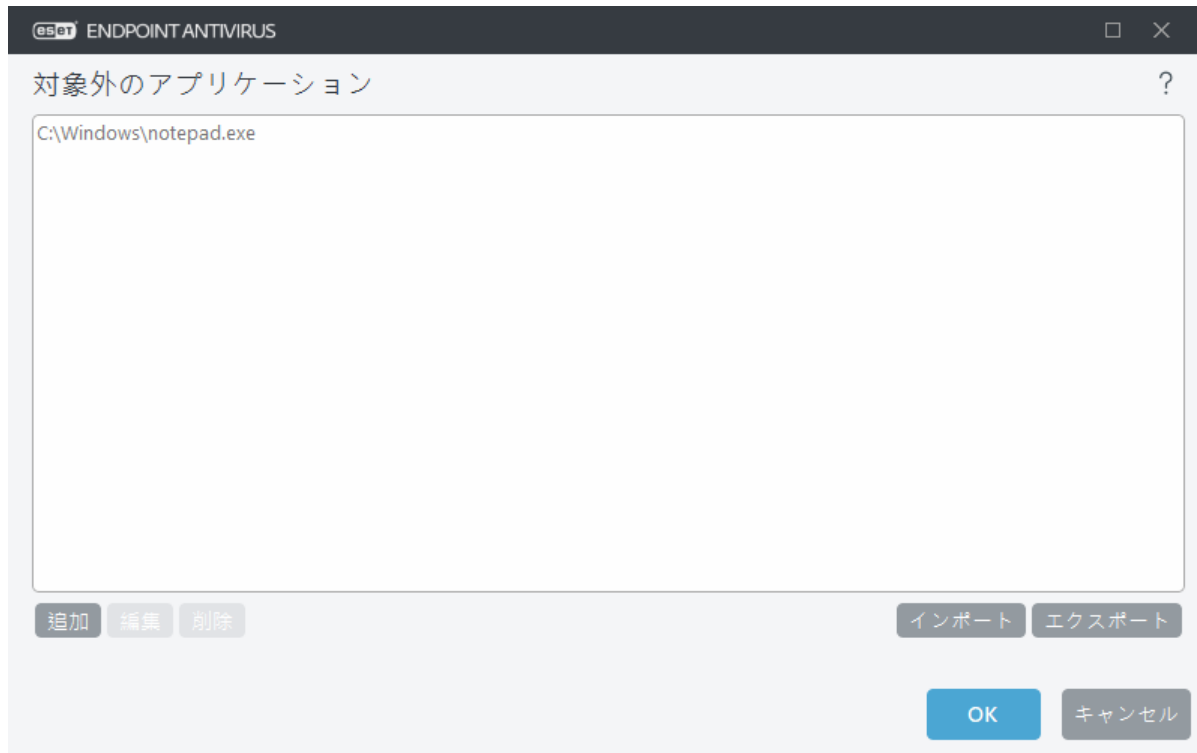 eset ENDPOINT ANTIVIRUS
対象外のアプリケーション
?
C:\Windows\notepad.exe
追加 編集 削除 インポート エクスポート
OK キャンセル